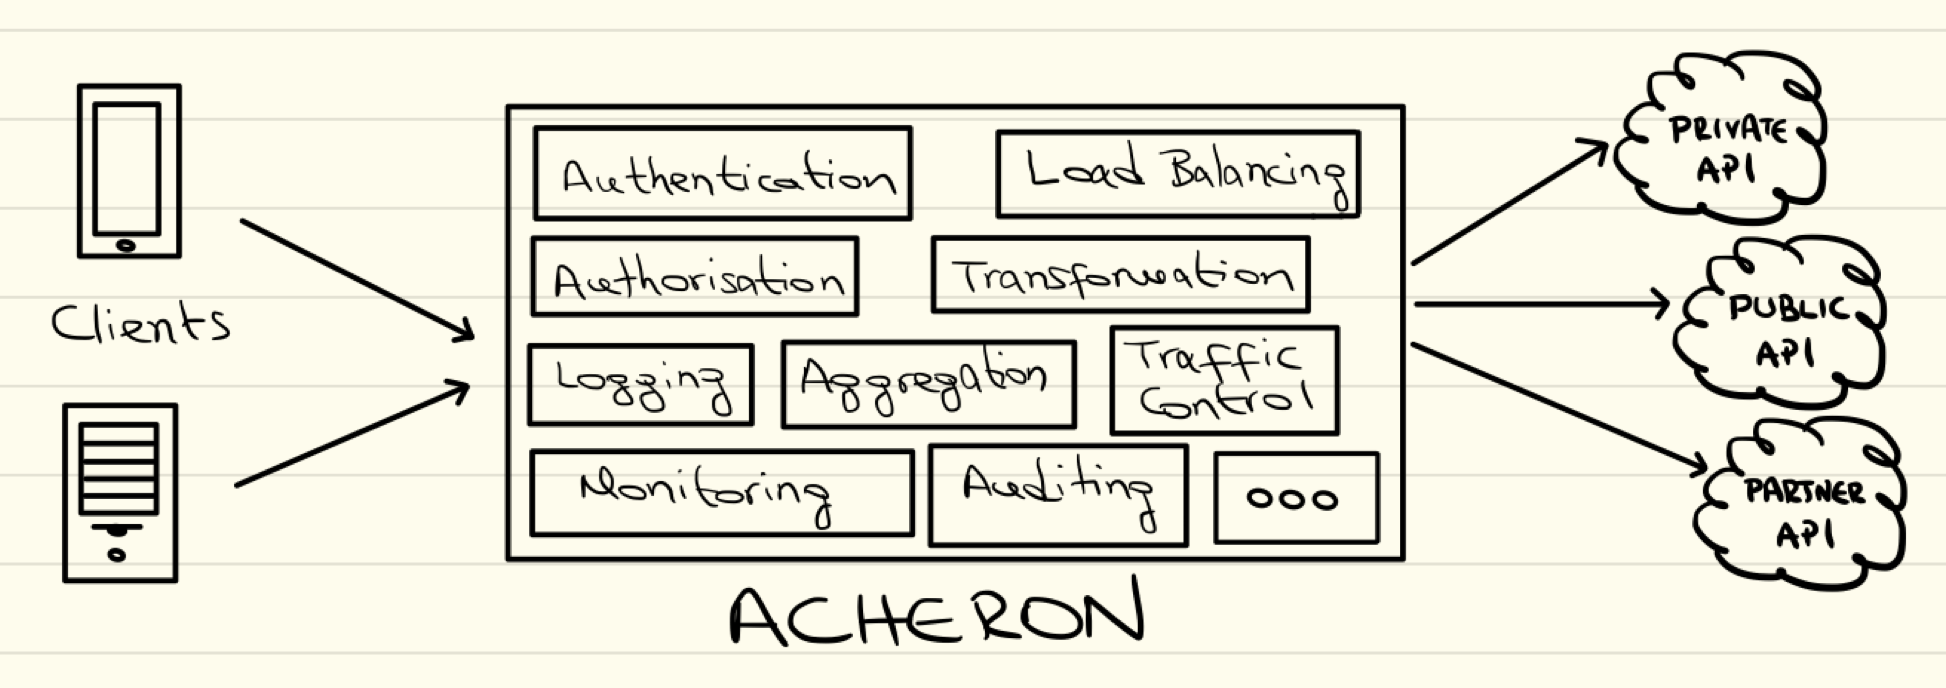 Clients
Authentication
Load Balancing
Authorisation
Transformation
Logging
Aggregation
Traffic
Control
Monitoring
Auditing
ooo
ACHERON
PRIVATE
API
PUBLIC
API
PARTNER
API